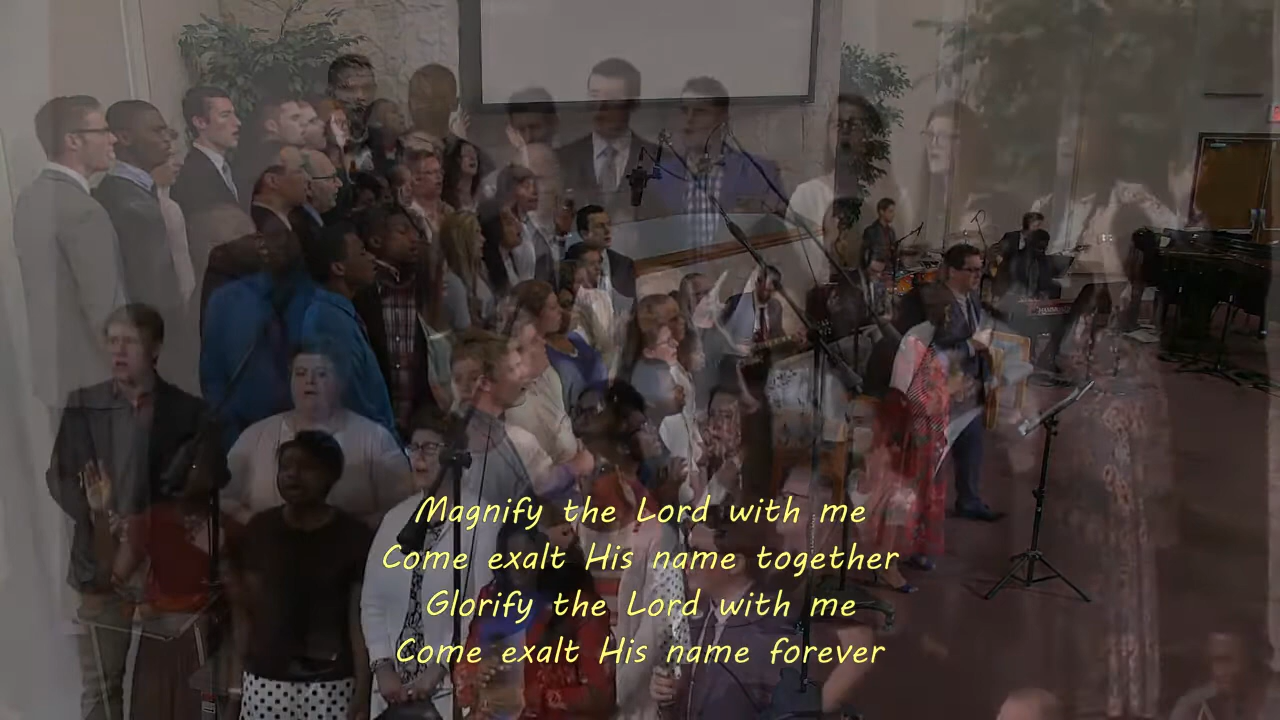 Magnify the Lord with me
Come exalt His name together
Glorify the Lord with me
Come exalt His name forever